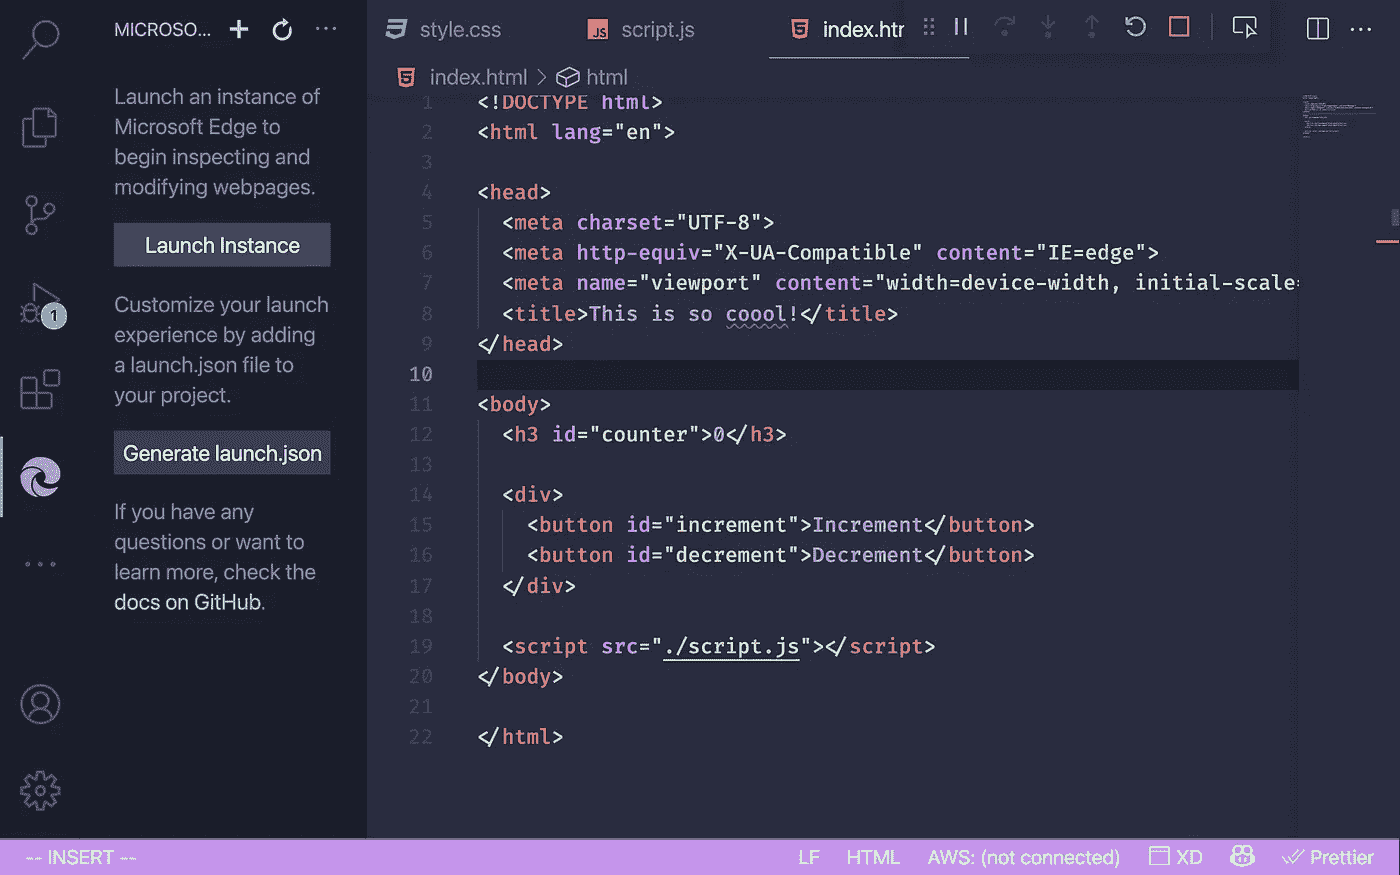 MICROSO...
Launch an instance of
Microsoft Edge to
begin inspecting and
modifying webpages.
Launch Instance
Customize your launch
experience by adding
a launch.json file to
your project.
Generate launch.json
If you have any
questions or want to
learn more, check the
docs on GitHub.
1
style.css
JS script.js
index.htm
index.html > html
1 <!DOCTYPE html>
2 <html lang="en">
3
4 <head>
5 <meta charset="UTF-8">
6 <meta http-equiv="X-UA-Compatible" content="IE=edge">
7 <meta name="viewport" content="width=device-width, initial-scale=
8 <title>This is so coool!</title>
9 </head>
10
11 <body>
12 <h3 id="counter">0</h3>
13
14 <div>
15 <button id="increment">Increment</button>
16 <button id="decrement">Decrement</button>
17 </div>
18
19 <script src="./script.js"></script>
20 </body>
21
22 </html>
-- INSERT --
LF HTML AWS: (not connected) XD Prettier